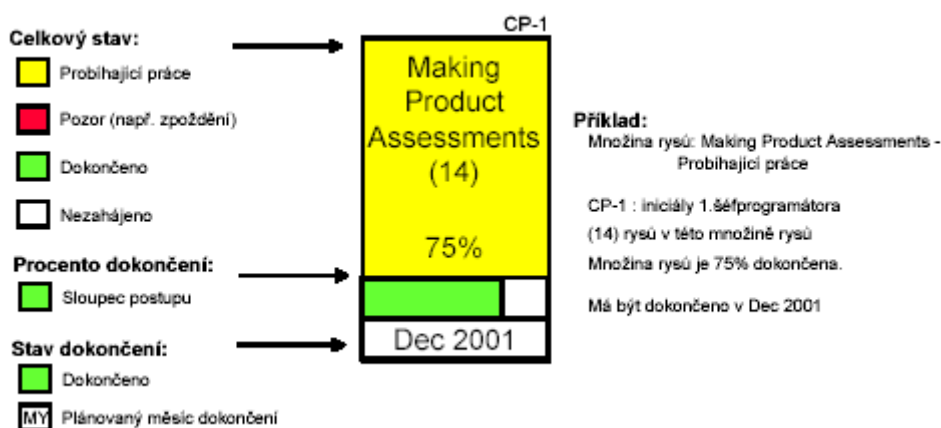 Celkový stav:
Probíhající práce
Pozor (např. zpoždění)
Dokončeno
Nezahájeno
Procento dokončení:
Sloupec postupu
Stav dokončení:
Dokončeno
MY Plánovaný měsíc dokončení
CP-1
Making
Product
Assessments
(14)
75%
Dec 2001
Příklad:
Množina rysů: Making Product Assessments -
Probíhající práce
CP-1 : iniciály 1.šéfprogramátora
(14) rysů v této množině rysů
Množina rysů je 75% dokončena.
Má být dokončeno v Dec 2001